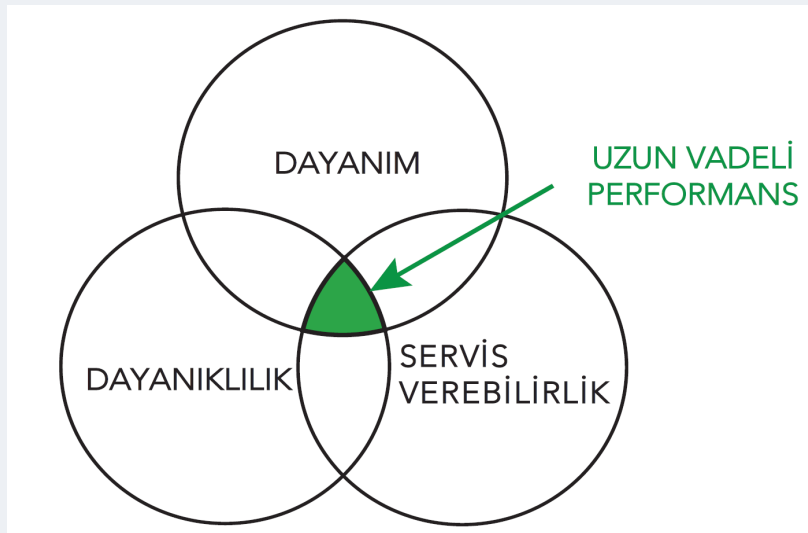 DAYANIM
UZUN VADELİ
PERFORMANS
DAYANIKLILIK
SERVİS
VEREBİLİRLİK